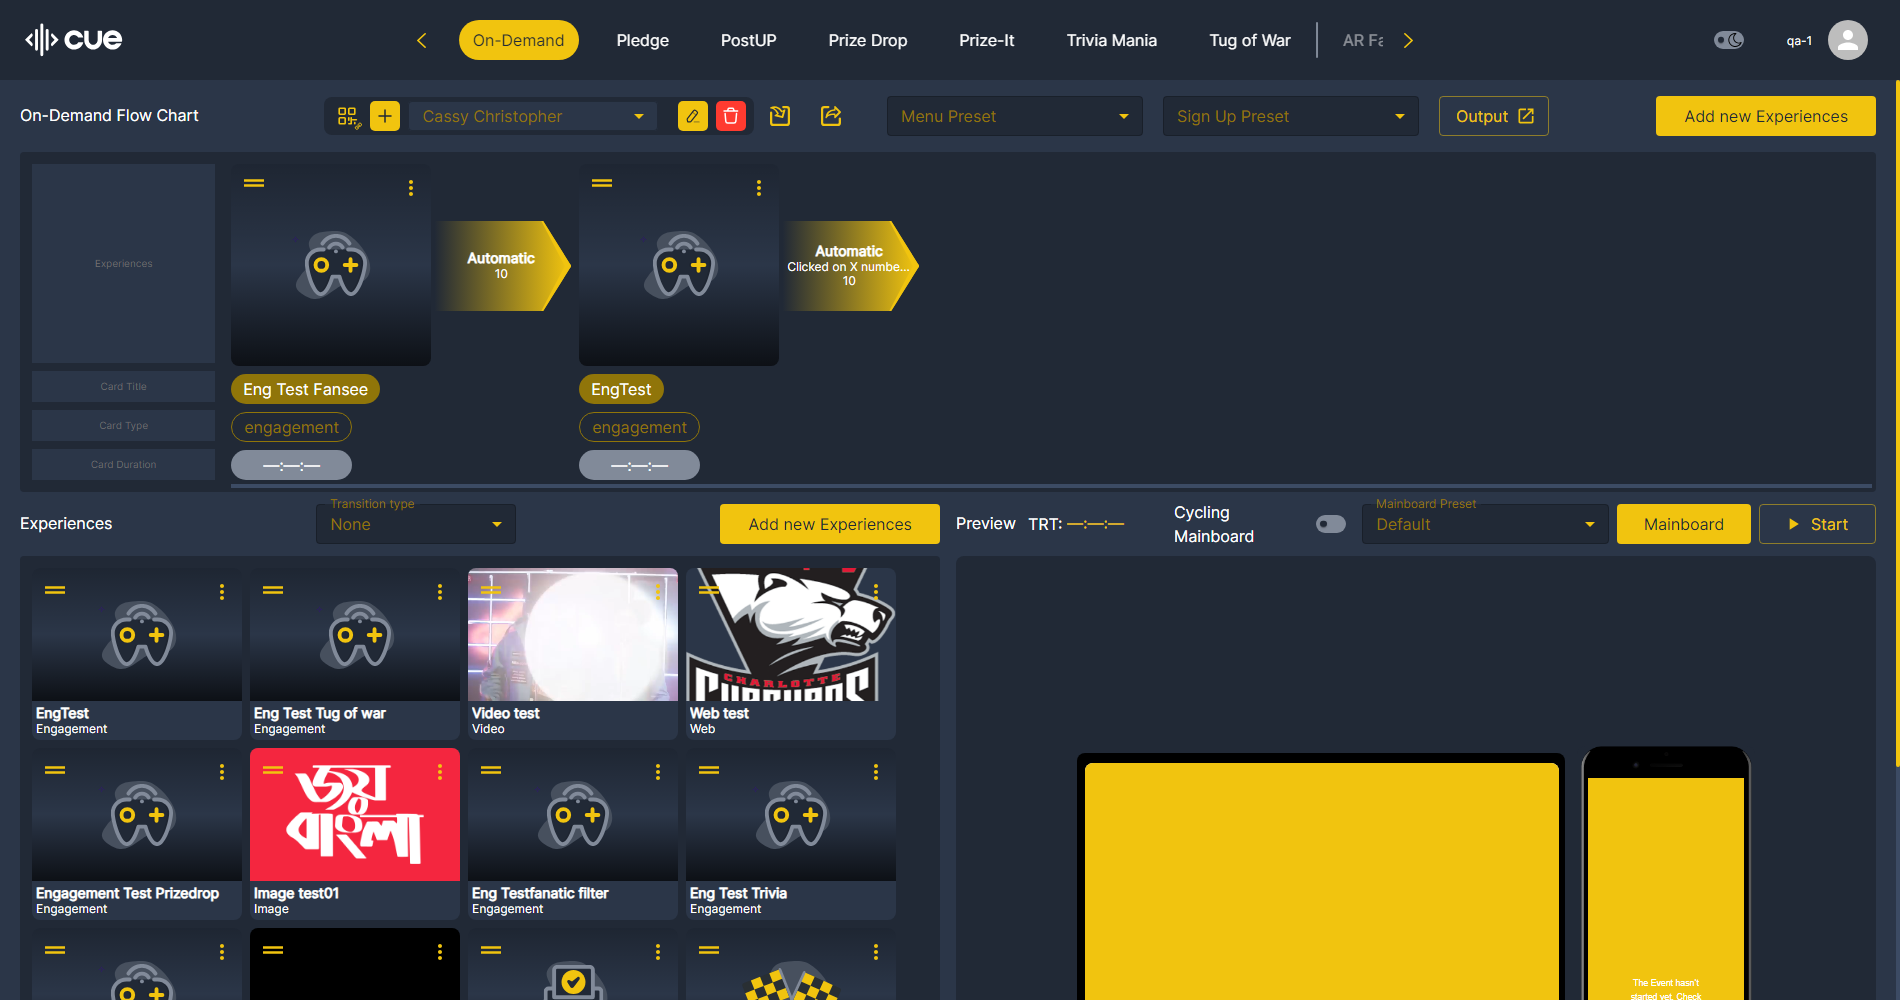 cue
On-Demand
Pledge
PostUP
Prize Drop
Prize-It
Trivia Mania
Tug of War
AR Fa
qa-1
On-Demand Flow Chart
Cassy Christopher
Menu Preset
Sign Up Preset
Output
Add new Experiences
Experiences
Automatic
10
Automatic
Clicked on X numbe...
10
Card Title
Eng Test Fansee
EngTest
Card Type
engagement
engagement
Card Duration
—:—:—
—:—:—
Experiences
Transition type
None
Add new Experiences
Preview
TRT: —:—:—
Cycling
Mainboard
Mainboard Preset
Default
Mainboard
Start
CHARLOTTE
EngTest
Engagement
Eng Test Tug of war
Engagement
Video test
Video
Web test
Web
জয়
বাংলা
Engagement Test Prizedrop
Engagement
Image test01
Image
Eng Testfanatic filter
Engagement
Eng Test Trivia
Engagement
The Event hasn't
started yet. Check